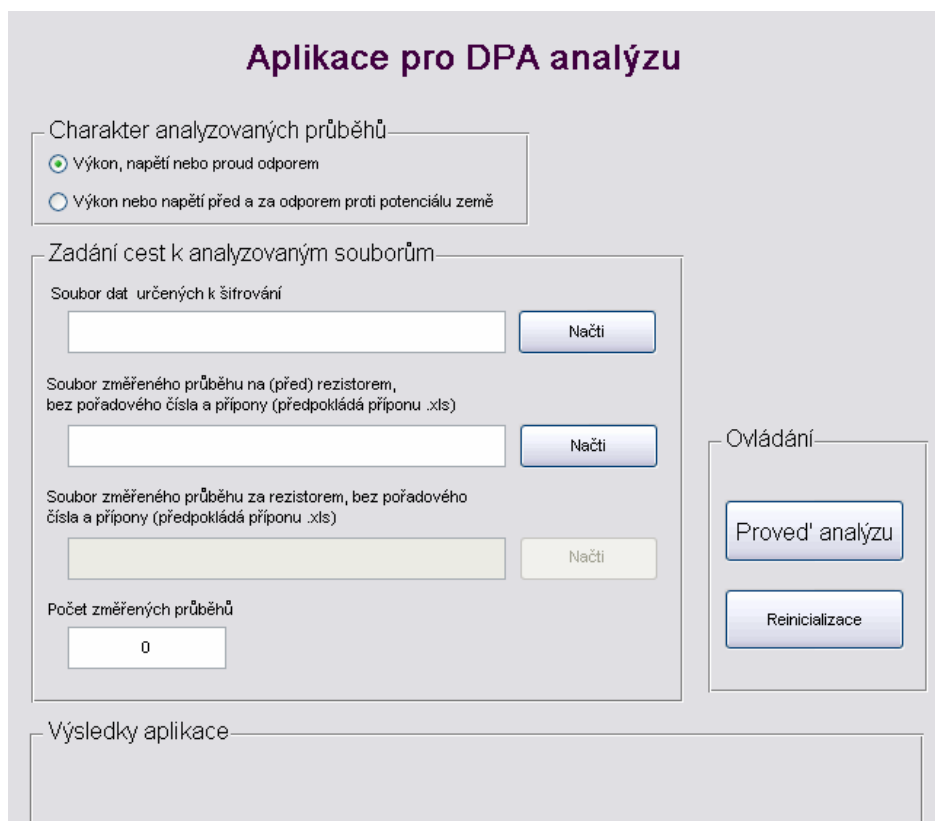 Aplikace pro DPA analýzu
Charakter analyzovaných průběhů
Výkon, napětí nebo proud odporem
Výkon nebo napětí před a za odporem proti potenciálu země
Zadání cest k analyzovaným souborům
Soubor dat určených k šifrování
Načti
Soubor změřeného průběhu na (před) rezistorem,
bez pořadového čísla a přípony (předpokládá příponu .xls)
Načti
Soubor změřeného průběhu za rezistorem, bez pořadového
čísla a přípony (předpokládá příponu .xls)
Načti
Počet změřených průběhů
0
Ovládání
Proved' analýzu
Reinicializace
Výsledky aplikace